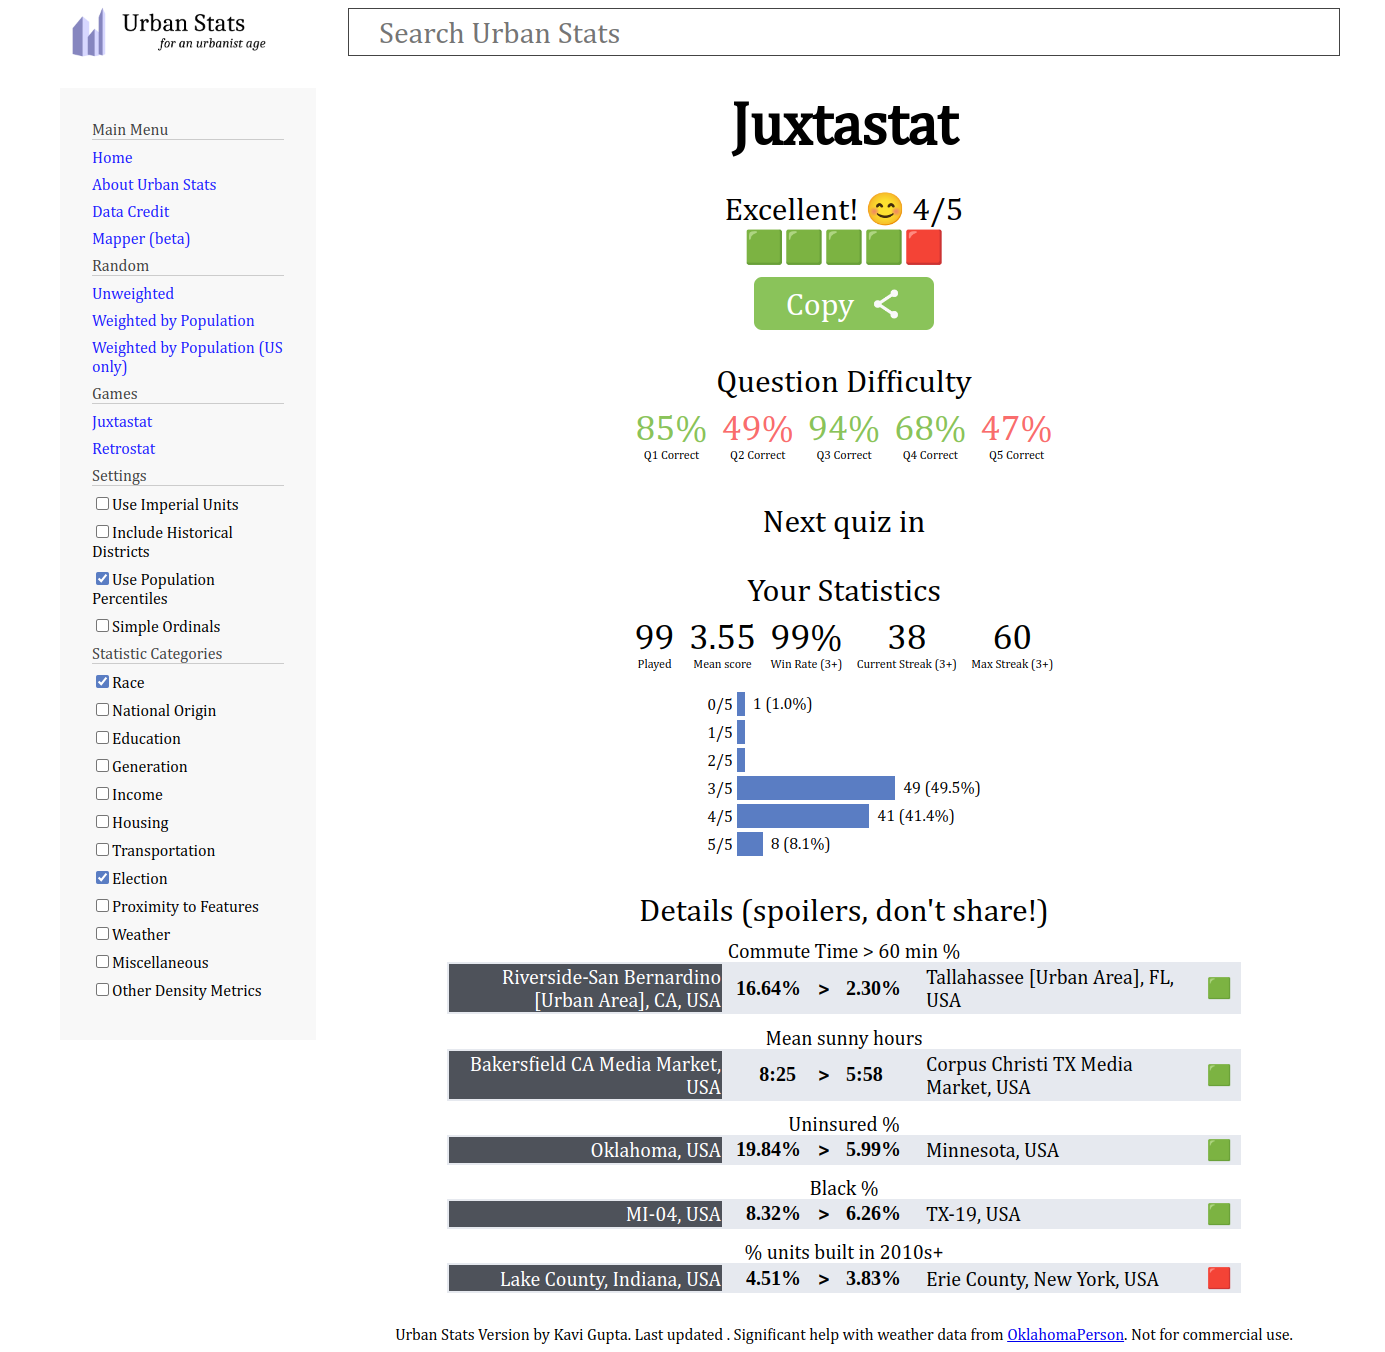 Urban Stats
for an urbanist age
Search Urban Stats
Main Menu
Home
About Urban Stats
Data Credit
Mapper (beta)
Random
Unweighted
Weighted by Population
Weighted by Population (US
only)
Games
Juxtastat
Retrostat
Settings
Use Imperial Units
Include Historical
Districts
Use Population
Percentiles
Simple Ordinals
Statistic Categories
Race
National Origin
Education
Generation
Income
Housing
Transportation
Election
Proximity to Features
Weather
Miscellaneous
Other Density Metrics
Juxtastat
Excellent! 😊 4/5
🟩🟩🟩🟩🟥
Copy
Question Difficulty
85% 49% 94% 68% 47%
Q1 Correct Q2 Correct Q3 Correct Q4 Correct Q5 Correct
Next quiz in
Your Statistics
99 3.55 99% 38 60
Played Mean score Win Rate (3+) Current Streak (3+) Max Streak (3+)
0/5 1 (1.0%)
1/5
2/5
3/5 49 (49.5%)
4/5 41 (41.4%)
5/5 8 (8.1%)
Details (spoilers, don't share!)
Commute Time > 60 min %
Riverside-San Bernardino
[Urban Area], CA, USA
16.64% > 2.30%
Tallahassee [Urban Area], FL,
USA
🟩
Mean sunny hours
Bakersfield CA Media Market,
USA
8:25 > 5:58
Corpus Christi TX Media
Market, USA
🟩
Uninsured %
Oklahoma, USA 19.84% > 5.99% Minnesota, USA 🟩
Black %
MI-04, USA 8.32% > 6.26% TX-19, USA 🟩
% units built in 2010s+
Lake County, Indiana, USA 4.51% > 3.83% Erie County, New York, USA 🟥
Urban Stats Version by Kavi Gupta. Last updated . Significant help with weather data from OklahomaPerson. Not for commercial use.